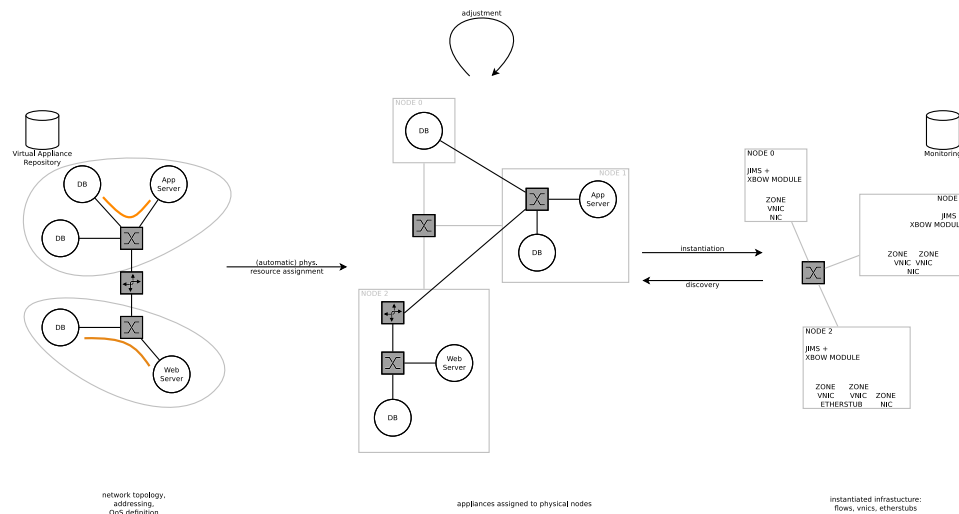 adjustment
Virtual Appliance
Repository
DB
App
Server
DB
DB
Web
Server
(automatic) phys.
resource assignment
NODE 0
DB
NODE 1
App
Server
DB
NODE 2
Web
Server
DB
instantiation
discovery
Monitoring
NODE 0
JIMS +
XBOW MODULE
ZONE
VNIC
NIC
NODE
JIMS
XBOW MODUL
ZONE ZONE
VNIC VNIC
NIC
NODE 2
JIMS +
XBOW MODULE
ZONE ZONE
VNIC VNIC ZONE
ETHERSTUB NIC
network topology,
addressing,
QoS definition
appliances assigned to physical nodes
instantiated infrastucture:
flows, vnics, etherstubs